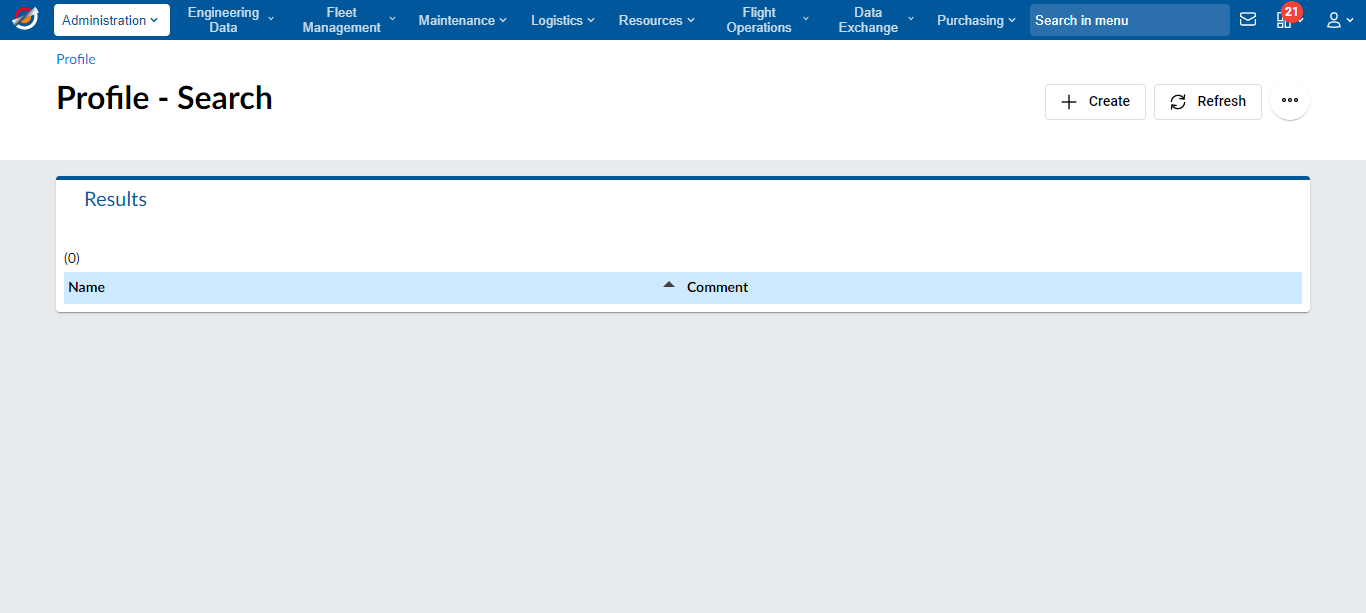 Administration
Engineering
Data
Fleet
Management
Maintenance
Logistics
Resources
Flight
Operations
Data
Exchange
Purchasing
Search in menu
21
Profile
Profile - Search
Create
Refresh
Results
(0)
Name Comment